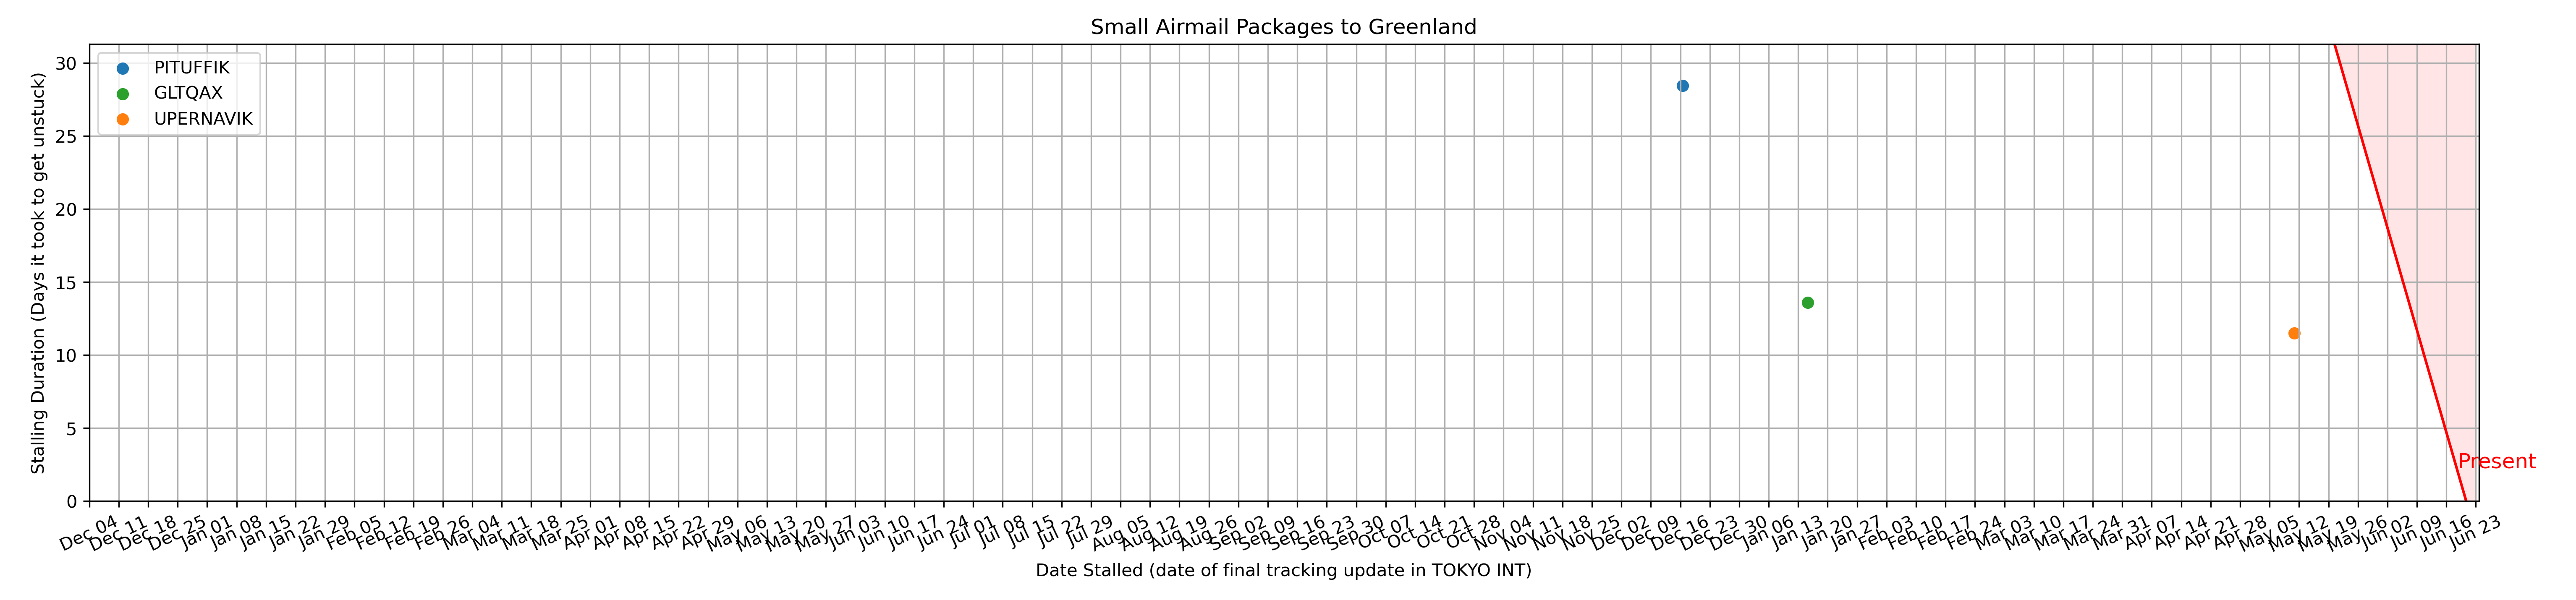 Small Airmail Packages to Greenland
PITUFFIK
GLTQAX
UPERNAVIK
Stalling Duration (Days it took to get unstuck)
30
25
20
15
10
5
0
Present
Dec 04 Dec 11 Dec 18 Dec 25 Jan 01 Jan 08 Jan 15 Jan 22 Jan 29 Feb 05 Feb 12 Feb 19 Feb 26 Mar 04 Mar 11 Mar 18 Mar 25 Apr 01 Apr 08 Apr 15 Apr 22 Apr 29 May 06 May 13 May 20 May 27 Jun 03 Jun 10 Jun 17 Jun 24 Jul 01 Jul 08 Jul 15 Jul 22 Jul 29 Aug 05 Aug 12 Aug 19 Aug 26 Sep 02 Sep 09 Sep 16 Sep 23 Sep 30 Oct 07 Oct 14 Oct 21 Oct 28 Nov 04 Nov 11 Nov 18 Nov 25 Dec 02 Dec 09 Dec 16 Dec 23 Dec 30 Jan 06 Jan 13 Jan 20 Jan 27 Feb 03 Feb 10 Feb 17 Feb 24 Mar 03 Mar 10 Mar 17 Mar 24 Mar 31 Apr 07 Apr 14 Apr 21 Apr 28 May 05 May 12 May 19 May 26 Jun 02 Jun 09 Jun 16 Jun 23
Date Stalled (date of final tracking update in TOKYO INT)